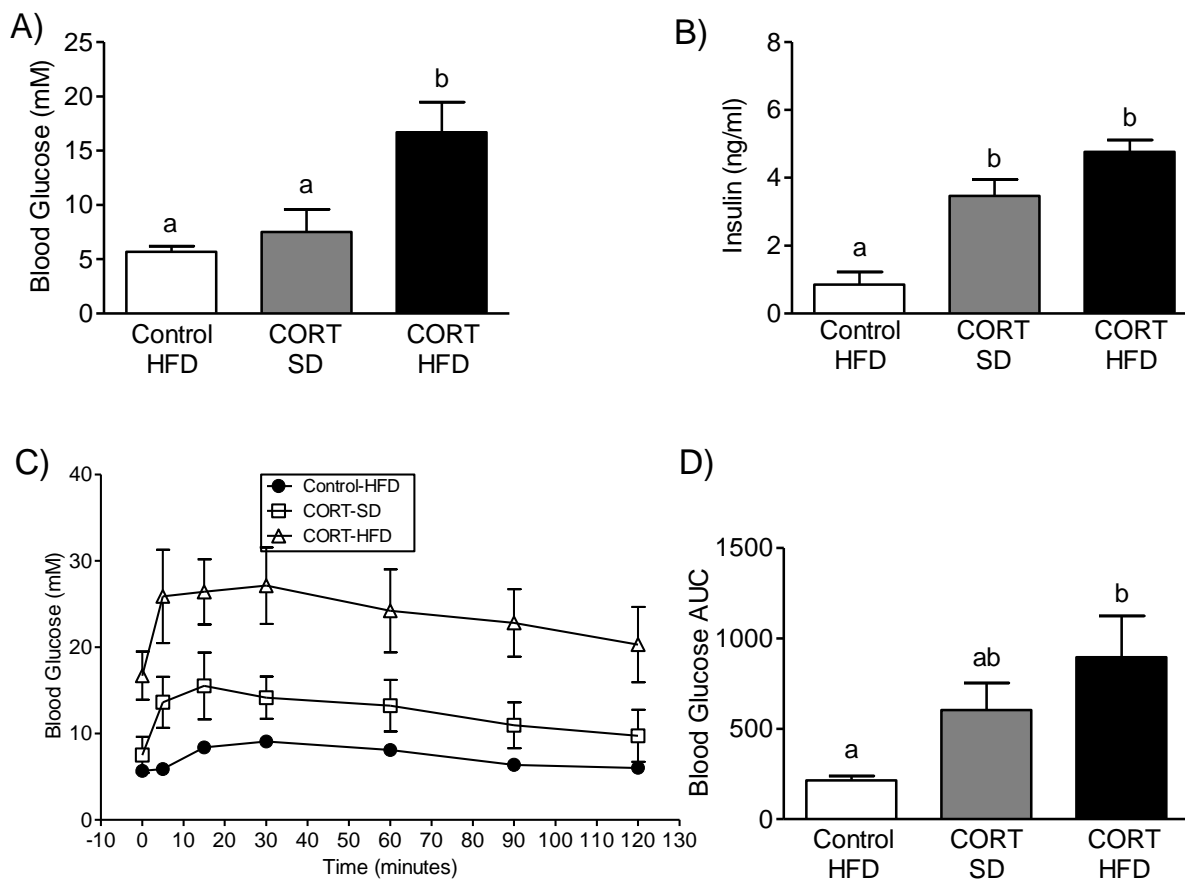 A)
Blood Glucose (mM)
25
20
15
10
5
0
a
a
b
Control
HFD
CORT
SD
CORT
HFD
B)
Insulin (ng/ml)
8
6
4
2
0
a
b
b
Control
HFD
CORT
SD
CORT
HFD
C)
Blood Glucose (mM)
40
30
20
10
0
Control-HFD
CORT-SD
CORT-HFD
-10 0 10 20 30 40 50 60 70 80 90 100 110 120 130
Time (minutes)
D)
Blood Glucose AUC
1500
1000
500
0
a
ab
b
Control
HFD
CORT
SD
CORT
HFD